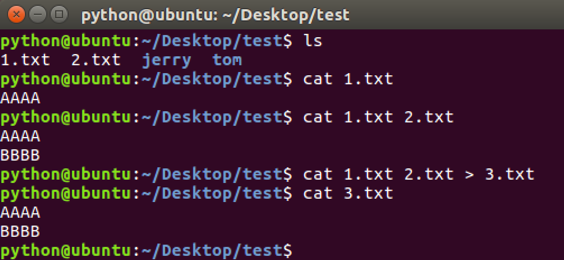 python@ubuntu: ~/Desktop/test
python@ubuntu:~/Desktop/test$ ls
1.txt  2.txt  jerry  tom
python@ubuntu:~/Desktop/test$ cat 1.txt
AAAA
python@ubuntu:~/Desktop/test$ cat 1.txt 2.txt
AAAA
BBBB
python@ubuntu:~/Desktop/test$ cat 1.txt 2.txt > 3.txt
python@ubuntu:~/Desktop/test$ cat 3.txt
AAAA
BBBB
python@ubuntu:~/Desktop/test$